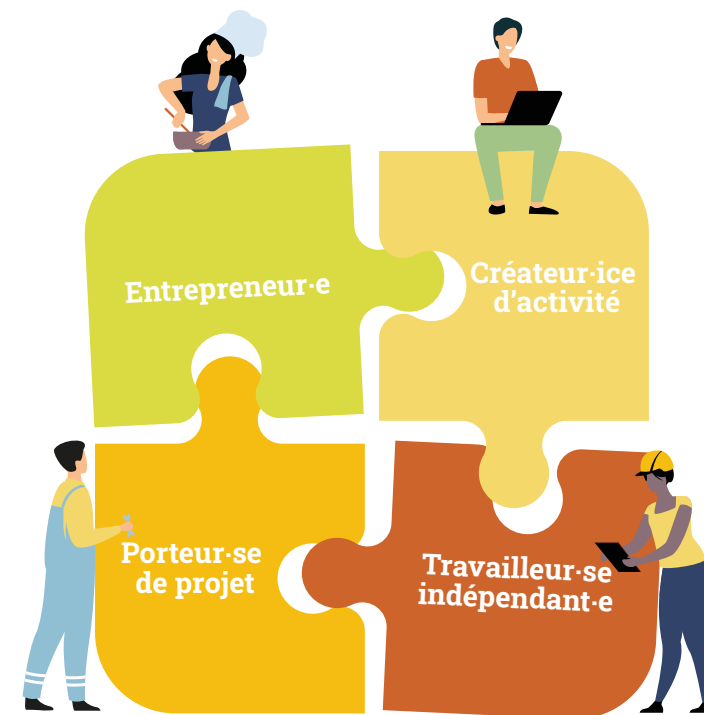 Entrepreneur·e
Créateur·ice
d’activité
Porteur·se
de projet
Travailleur·se
indépendant·e